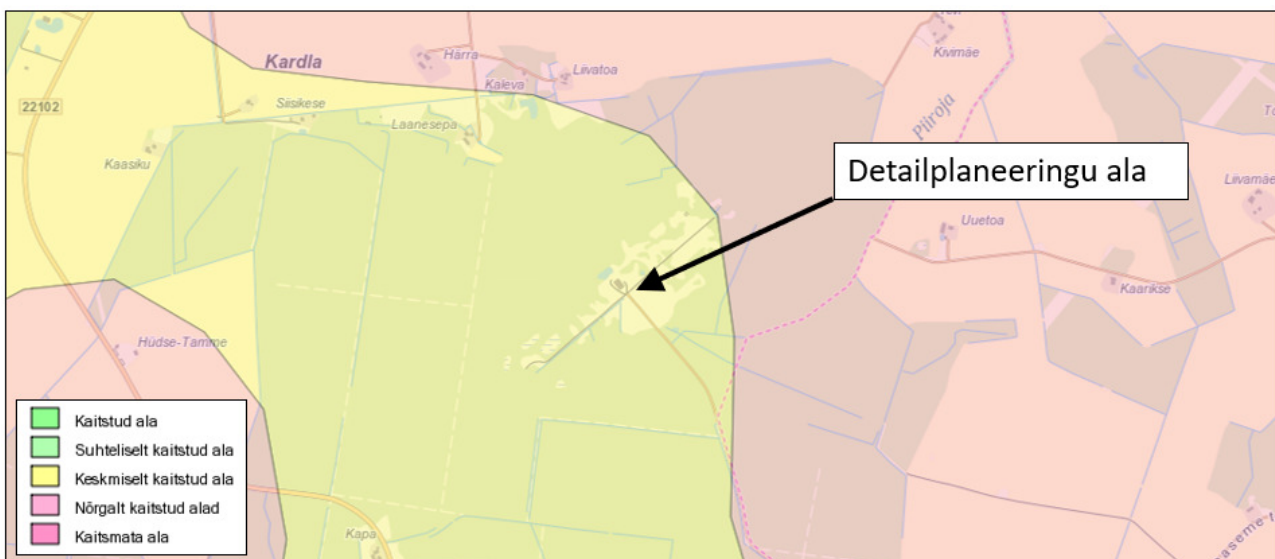 Kivimäe
Kardla
Härra
Liivatoa
Kaleva
22102
Siisikese
Laanesepa
Kaasiku
Piiroja
Detailplaneeringu ala
Liivamäe
Uuetoa
Kaarikse
Hüdse-Tamme
Kaitstud ala
Suhteliselt kaitstud ala
Keskmiselt kaitstud ala
Nõrgalt kaitstud alad
Kaitsmata ala
Kapa